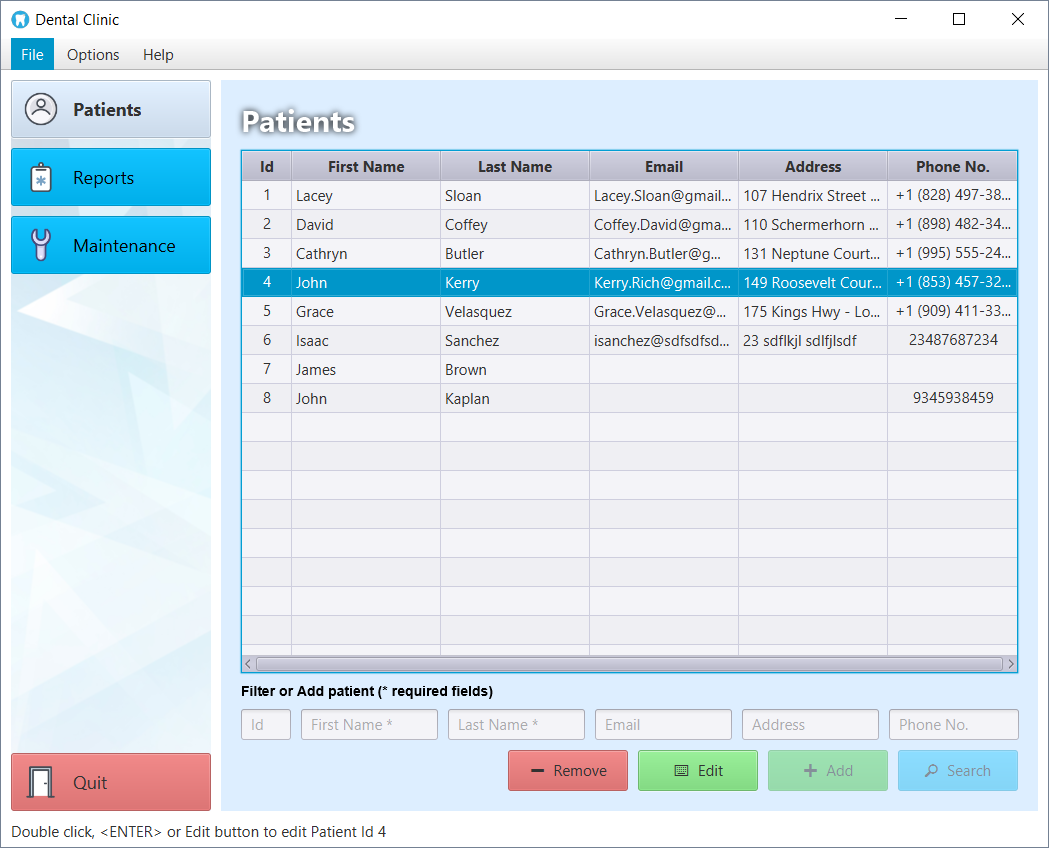 Dental Clinic
File Options Help
Patients
Reports
Maintenance
Quit
Patients
Id First Name Last Name Email Address Phone No.
1 Lacey Sloan Lacey.Sloan@gmail... 107 Hendrix Street ... +1 (828) 497-38...
2 David Coffey Coffey.David@gma... 110 Schermerhorn ... +1 (898) 482-34...
3 Cathryn Butler Cathryn.Butler@g... 131 Neptune Court... +1 (995) 555-24...
4 John Kerry Kerry.Rich@gmail.c... 149 Roosevelt Cour... +1 (853) 457-32...
5 Grace Velasquez Grace.Velasquez@... 175 Kings Hwy - Lo... +1 (909) 411-33...
6 Isaac Sanchez isanchez@sdfsdfsd... 23 sdflkjl sdlfjlsdf 23487687234
7 James Brown
8 John Kaplan 9345938459
Filter or Add patient (* required fields)
Id First Name * Last Name * Email Address Phone No.
Remove Edit Add Search
Double click, <ENTER> or Edit button to edit Patient Id 4